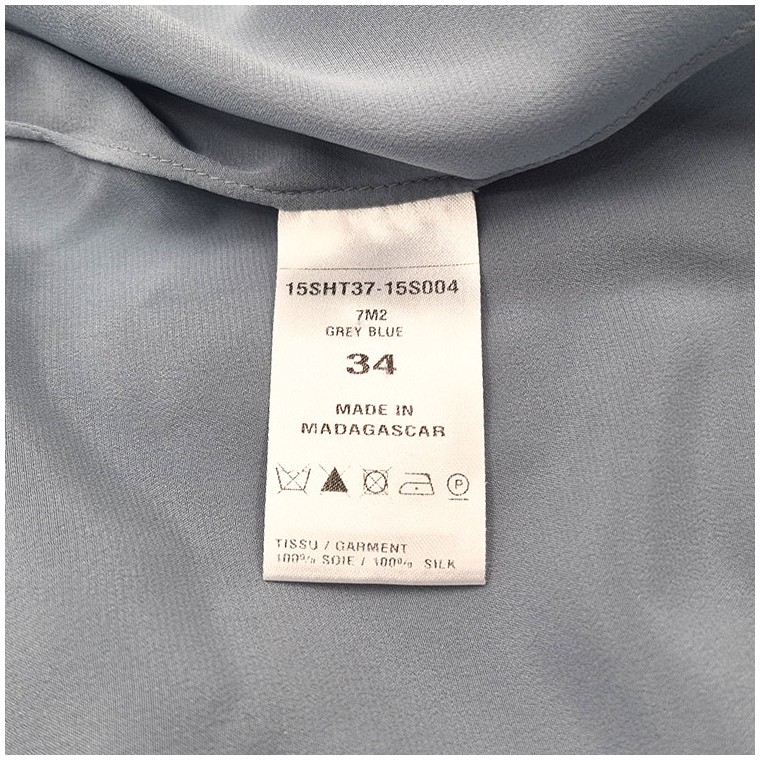 15SHT37-15S004
7M2
GREY BLUE
34
MADE IN
MADAGASCAR
P
TISSU / GARMENT
100% SOIE / 100% SILK